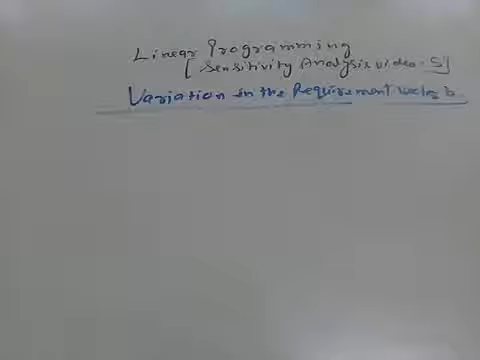 Linear Programming
[Sensitivity Analysis video-5]
Variation in the Requirement vector b